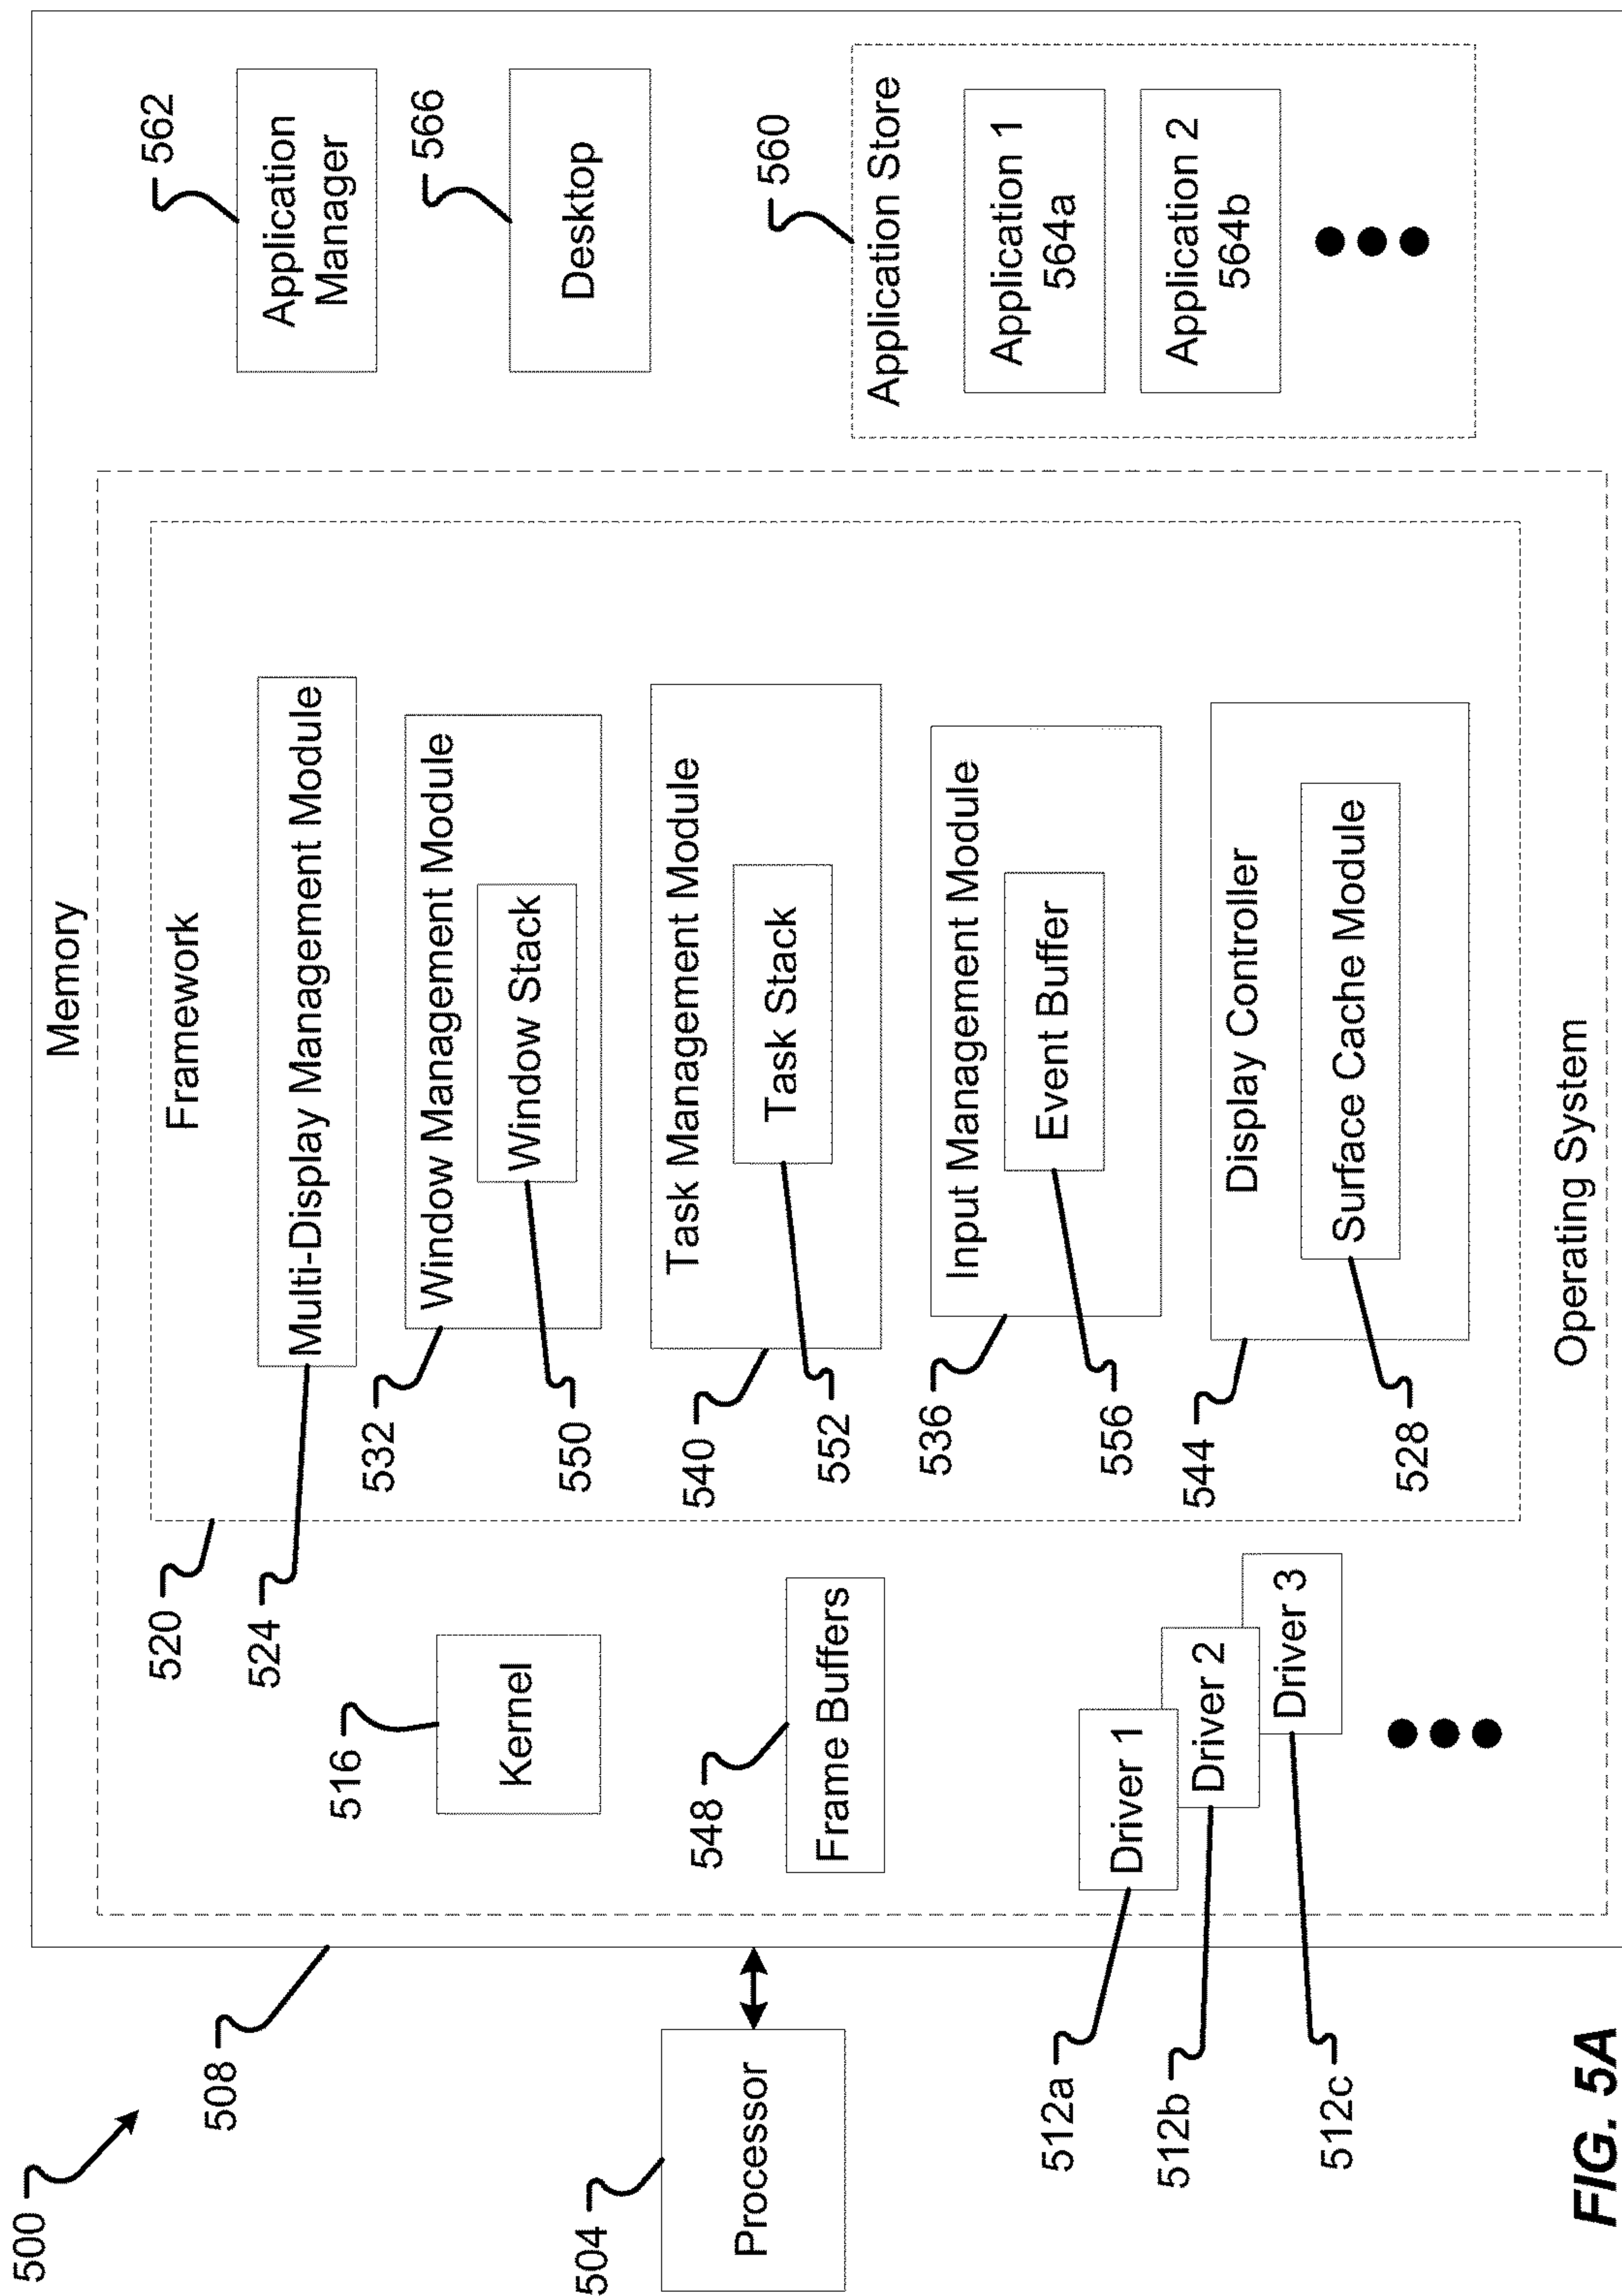 500
508
504
Processor
Memory
Operating System
516
Kernel
548
Frame Buffers
512a
Driver 1
512b
Driver 2
512c
Driver 3
520
Framework
524
Multi-Display Management Module
532
Window Management Module
550
Window Stack
540
Task Management Module
552
Task Stack
536
Input Management Module
556
Event Buffer
544
Display Controller
528
Surface Cache Module
562
Application
Manager
566
Desktop
560
Application Store
Application 1
564a
Application 2
564b
FIG. 5A